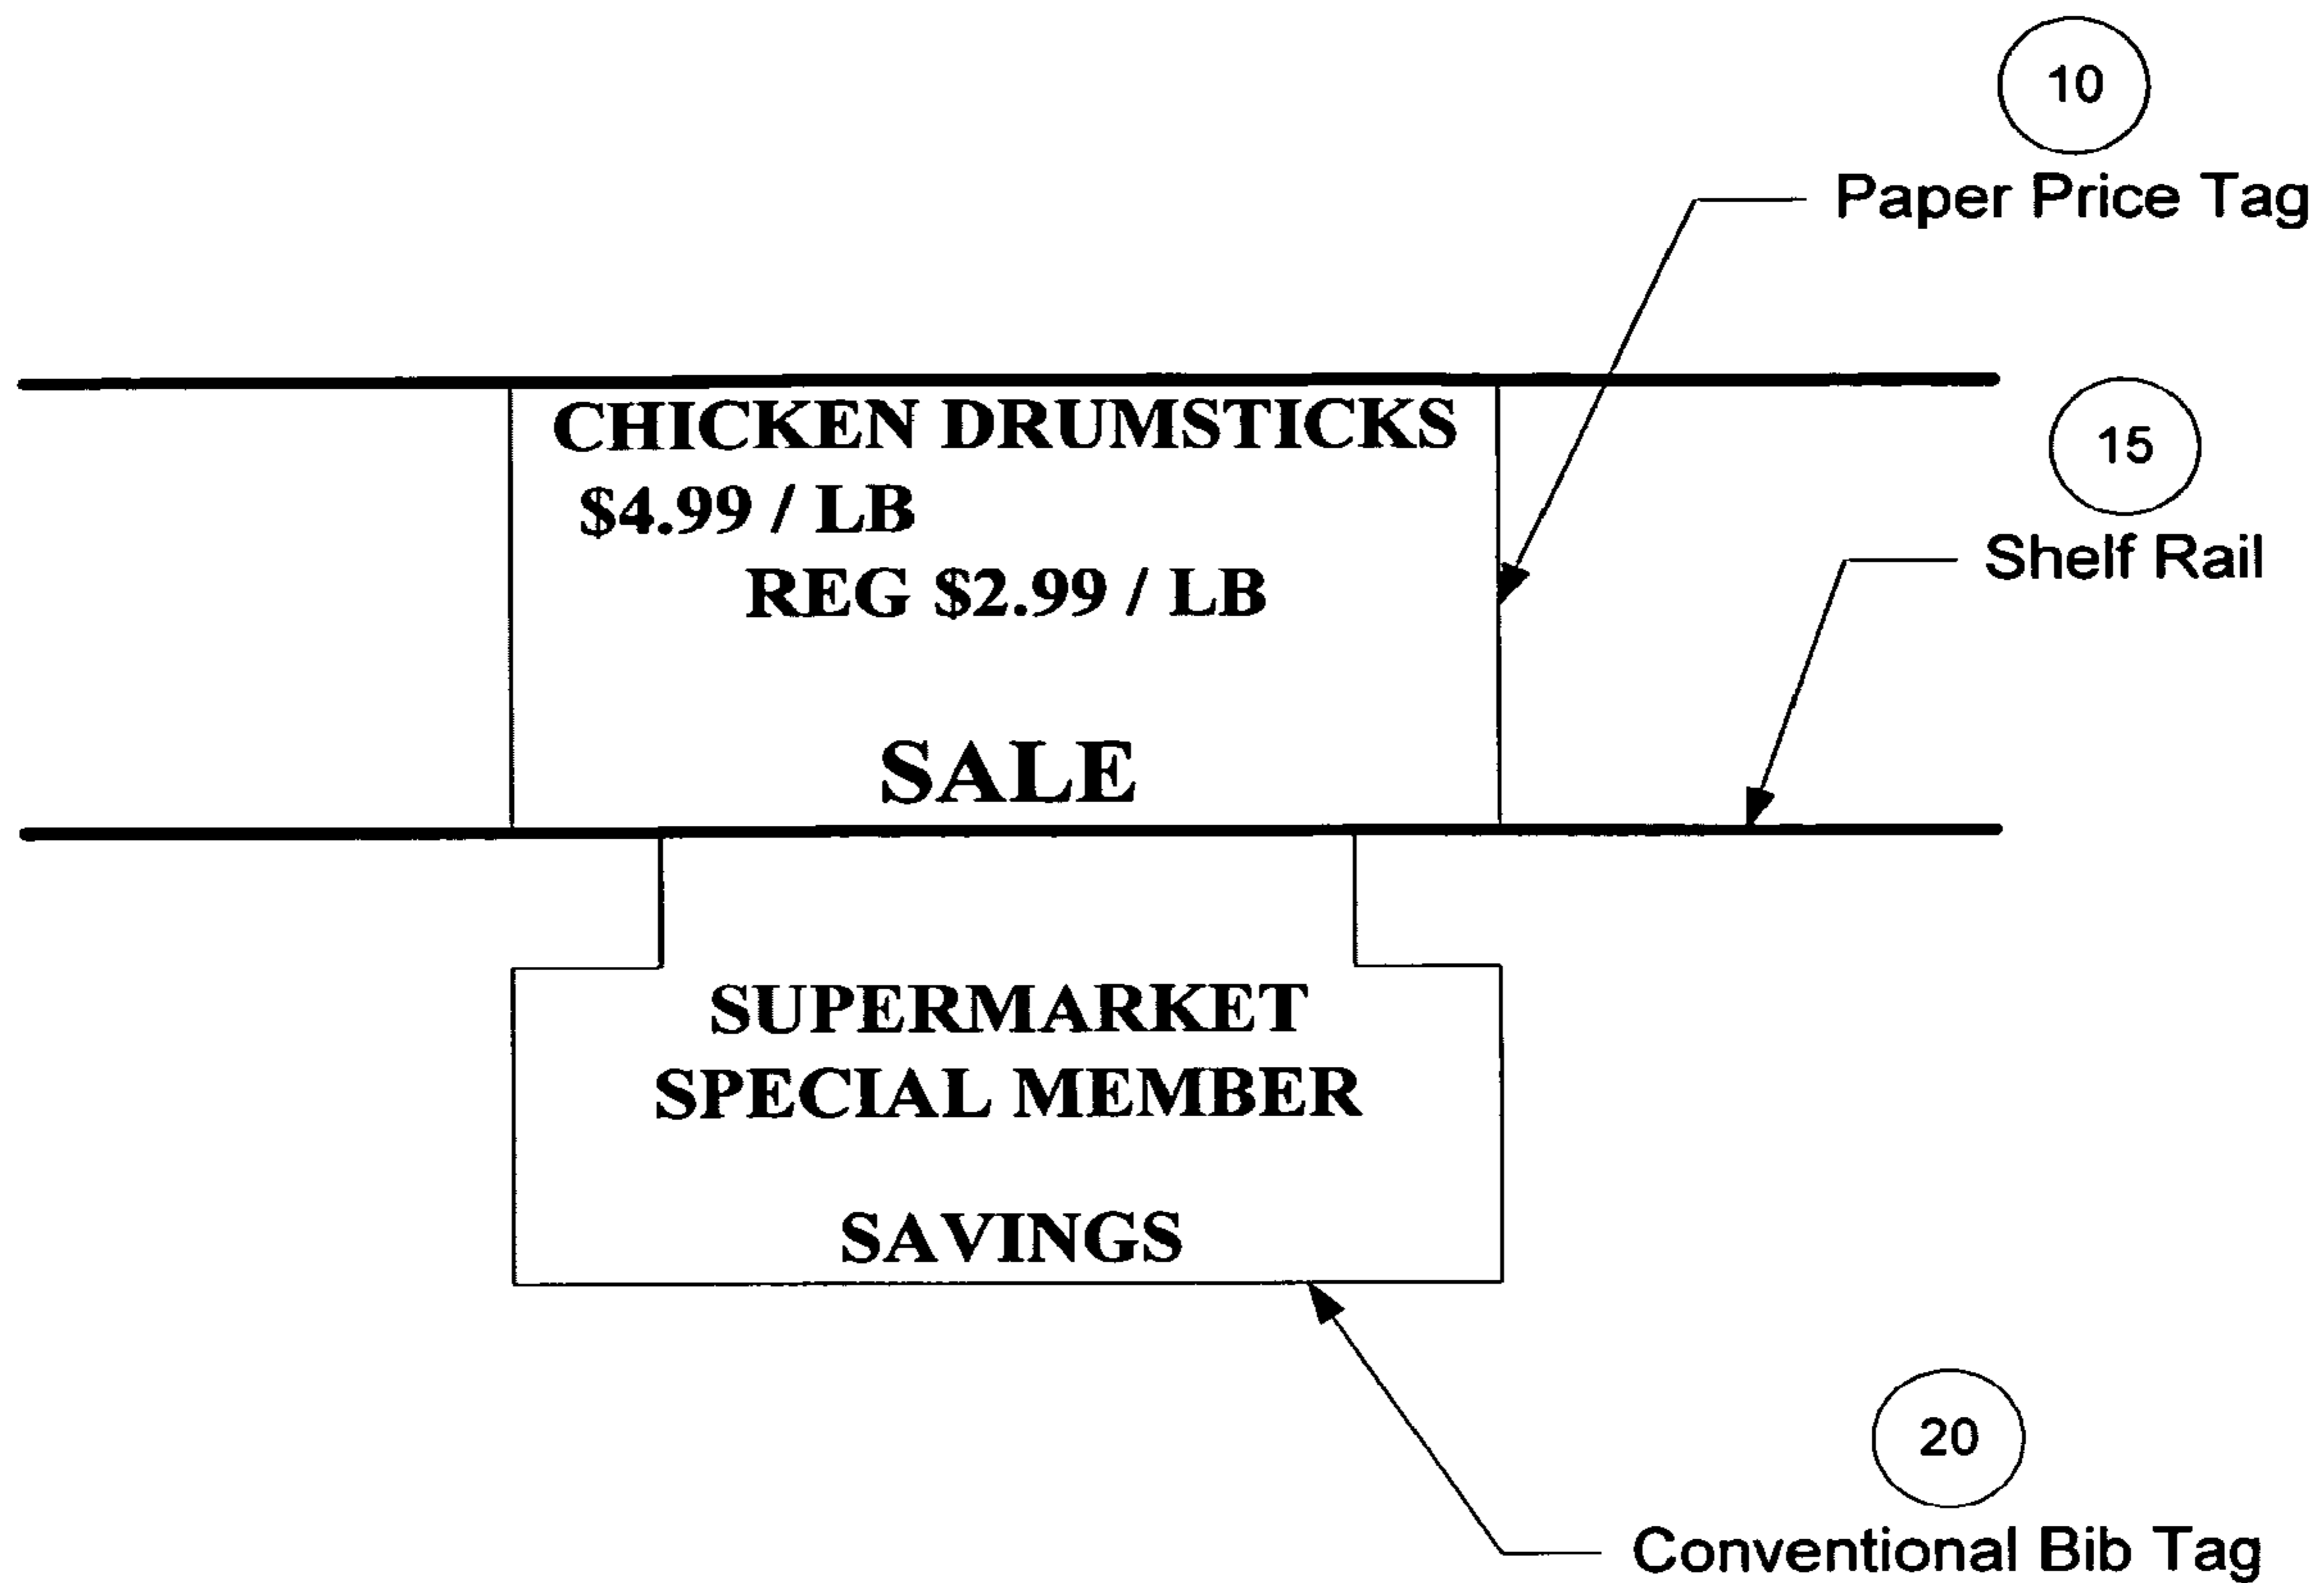 10
Paper Price Tag
CHICKEN DRUMSTICKS
$4.99 / LB
REG $2.99 / LB
SALE
15
Shelf Rail
SUPERMARKET
SPECIAL MEMBER
SAVINGS
20
Conventional Bib Tag